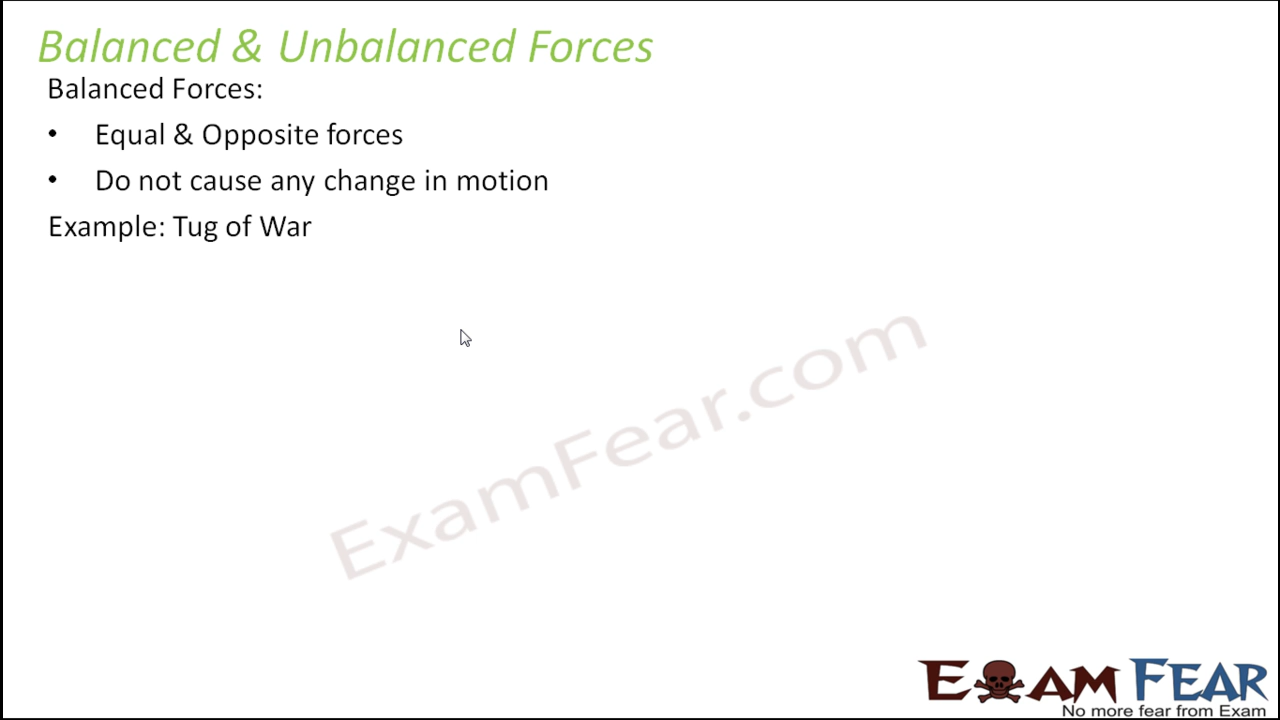 Balanced & Unbalanced Forces
Balanced Forces:
• Equal & Opposite forces
• Do not cause any change in motion
Example: Tug of War
ExamFear.com
EXAM FEAR
No more fear from Exam